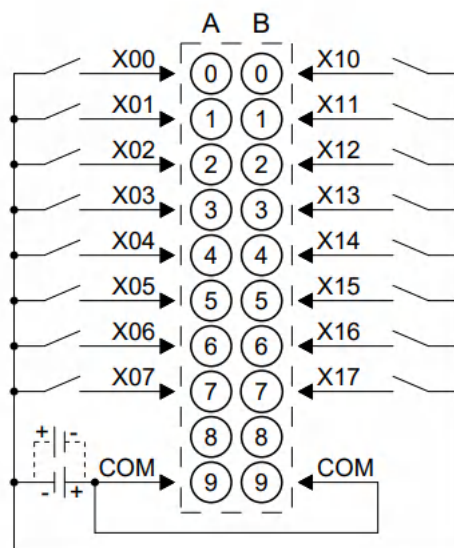 A B
X00 0 0 X10
X01 1 1 X11
X02 2 2 X12
X03 3 3 X13
X04 4 4 X14
X05 5 5 X15
X06 6 6 X16
X07 7 7 X17
8 8
+ -
COM 9 9 COM
- +